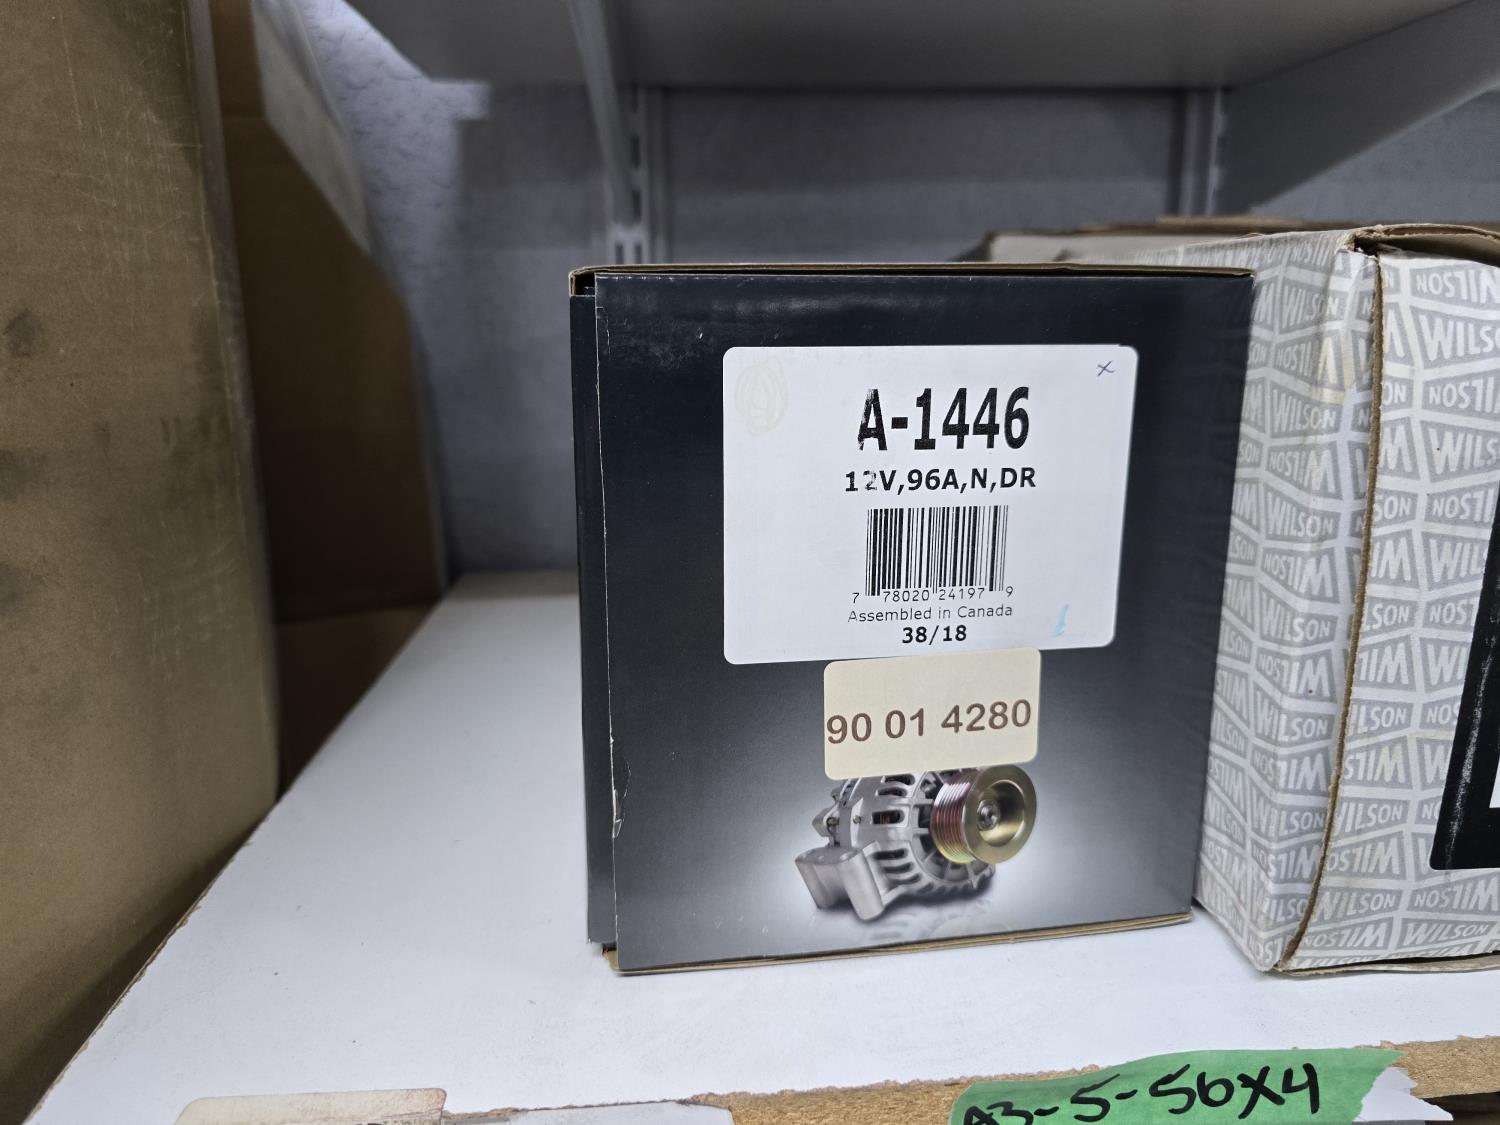 A-1446
12V,96A,N,DR
7 78020 24197 9
Assembled in Canada
38/18
90 01 4280
WILSON
A3-5-56X4